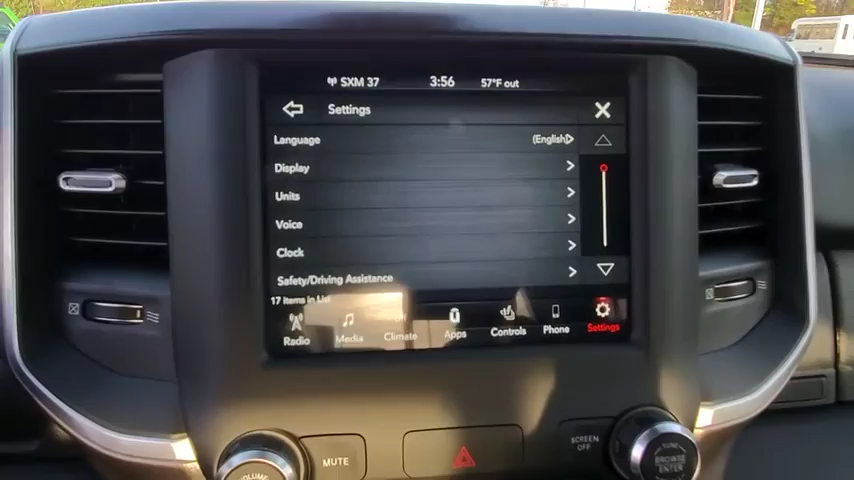 SXM 37 3:56 57°F out
Settings
Language (English)
Display
Units
Voice
Clock
Safety/Driving Assistance
17 Items in List
Radio Media Climate Apps Controls Phone Settings
MUTE
SCREEN
OFF
VOLUME
BROWSE
ENTER